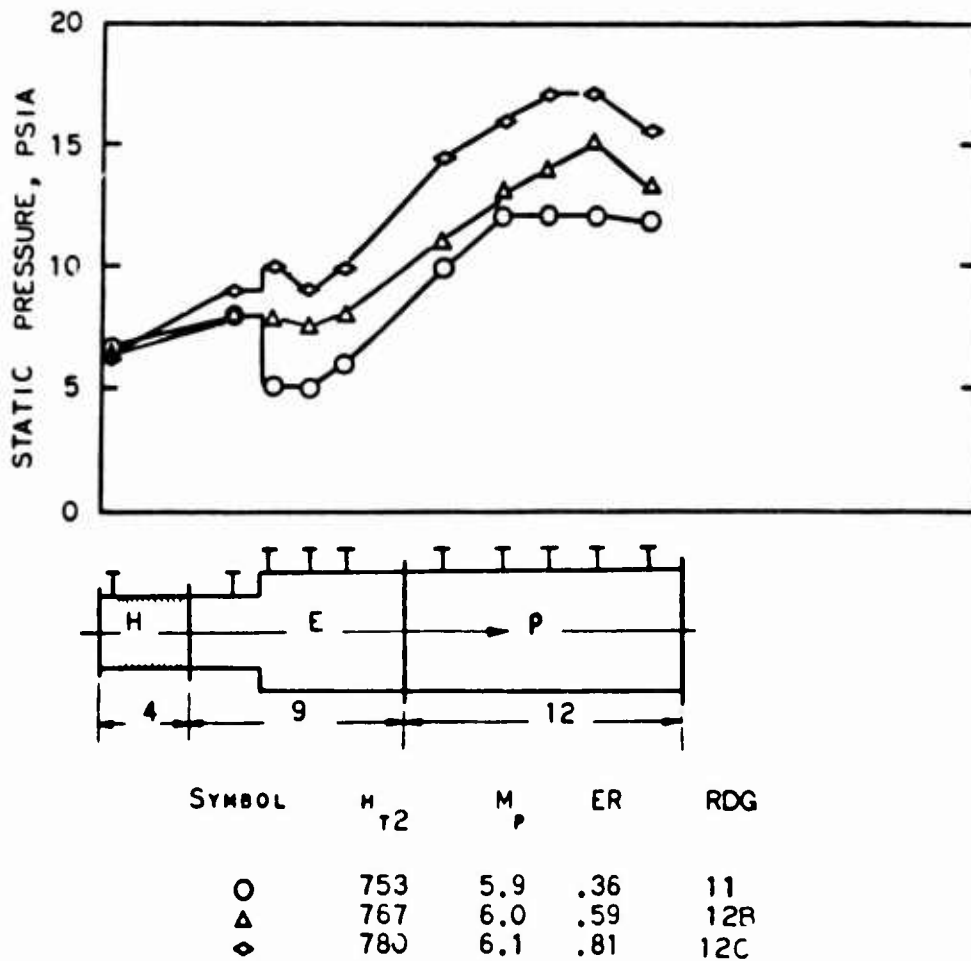 20
15
10
5
0
STATIC PRESSURE, PSIA
H E P
4 9 12
SYMBOL H T2 M P ER RDG
753 5.9 .36 11
767 6.0 .59 12B
780 6.1 .81 12C